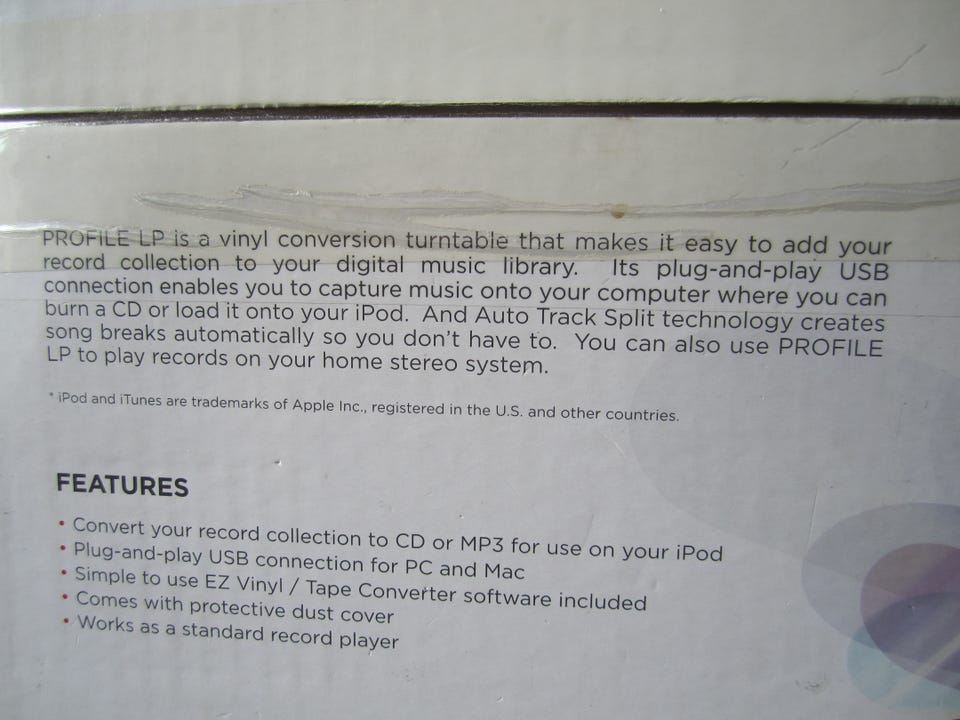 PROFILE LP is a vinyl conversion turntable that makes it easy to add your
record collection to your digital music library. Its plug-and-play USB
connection enables you to capture music onto your computer where you can
burn a CD or load it onto your iPod. And Auto Track Split technology creates
song breaks automatically so you don't have to. You can also use PROFILE
LP to play records on your home stereo system.
* iPod and iTunes are trademarks of Apple Inc., registered in the U.S. and other countries.
FEATURES
• Convert your record collection to CD or MP3 for use on your iPod
• Plug-and-play USB connection for PC and Mac
• Simple to use EZ Vinyl / Tape Converter software included
• Comes with protective dust cover
• Works as a standard record player